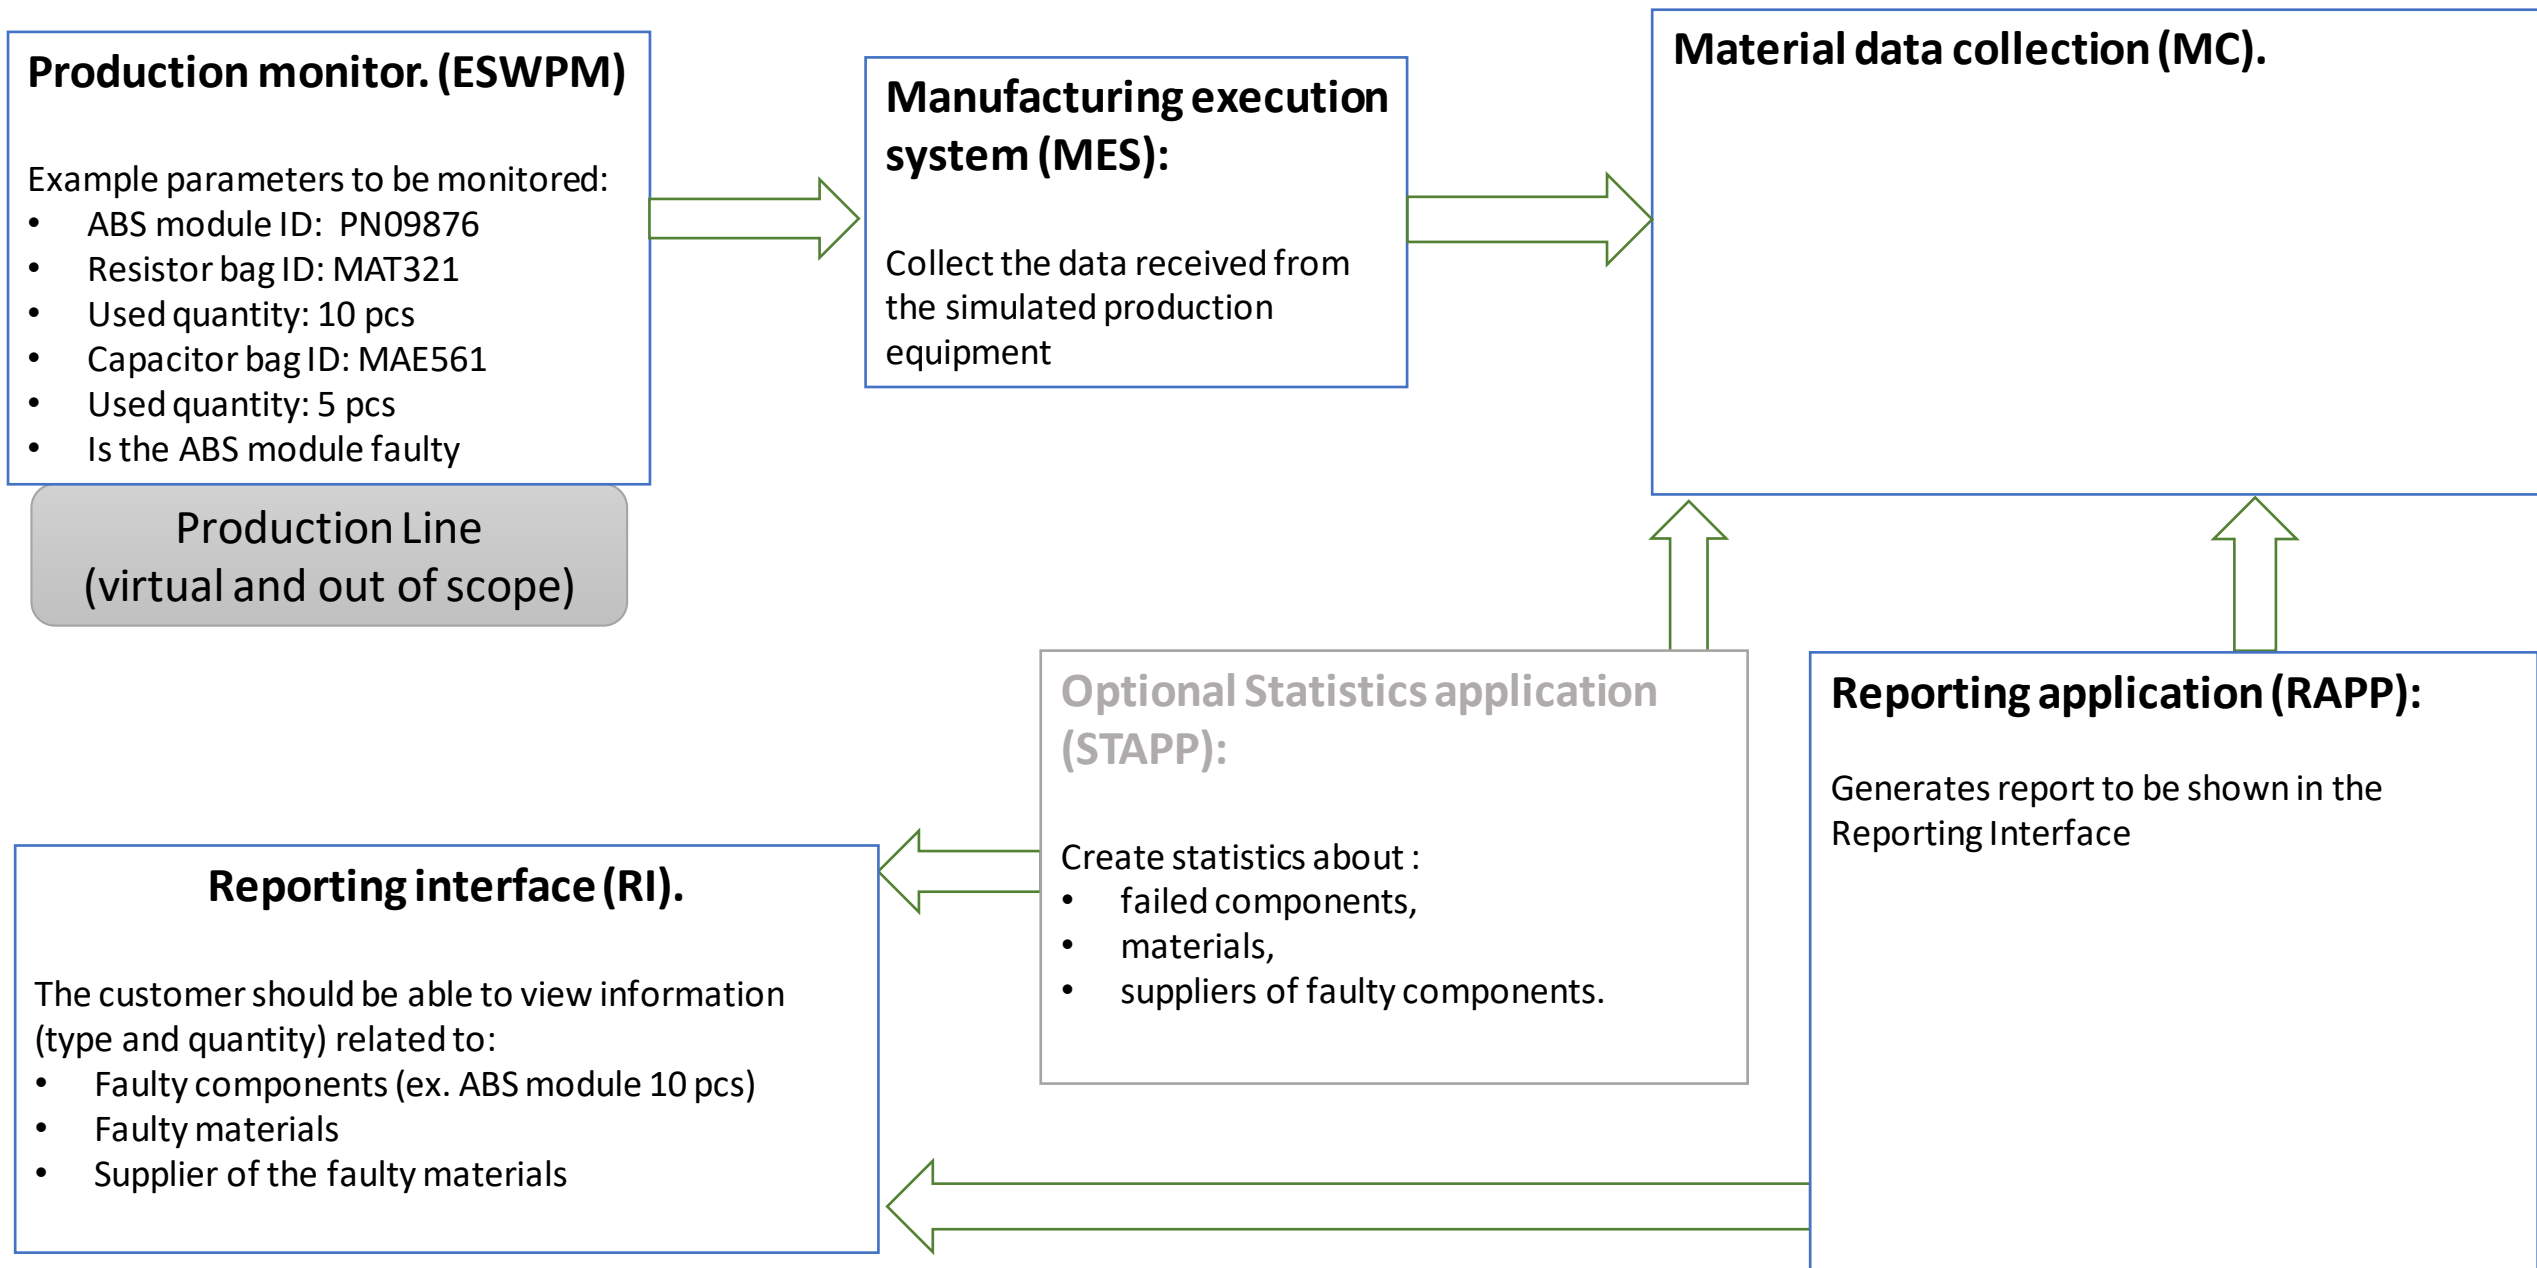 Production monitor. (ESWPM)
Example parameters to be monitored:
• ABS module ID: PN09876
• Resistor bag ID: MAT321
• Used quantity: 10 pcs
• Capacitor bag ID: MAE561
• Used quantity: 5 pcs
• Is the ABS module faulty
Production Line
(virtual and out of scope)
Manufacturing execution
system (MES):
Collect the data received from
the simulated production
equipment
Material data collection (MC).
Optional Statistics application
(STAPP):
Create statistics about :
• failed components,
• materials,
• suppliers of faulty components.
Reporting application (RAPP):
Generates report to be shown in the
Reporting Interface
Reporting interface (RI).
The customer should be able to view information
(type and quantity) related to:
• Faulty components (ex. ABS module 10 pcs)
• Faulty materials
• Supplier of the faulty materials